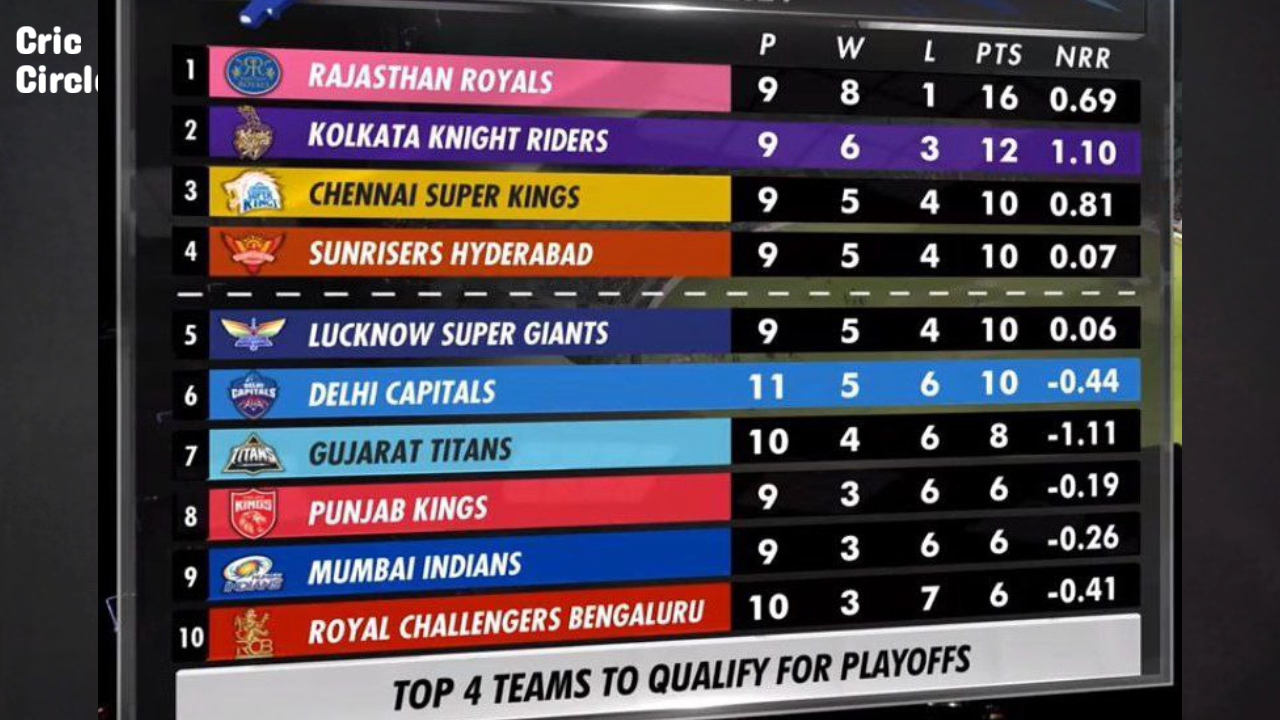 Cric
Circle
P W L PTS NRR
1 RAJASTHAN ROYALS 9 8 1 16 0.69
2 KOLKATA KNIGHT RIDERS 9 6 3 12 1.10
3 CHENNAI SUPER KINGS 9 5 4 10 0.81
4 SUNRISERS HYDERABAD 9 5 4 10 0.07
5 LUCKNOW SUPER GIANTS 9 5 4 10 0.06
6 DELHI CAPITALS 11 5 6 10 -0.44
7 TITANS GUJARAT TITANS 10 4 6 8 -1.11
8 KINGS PUNJAB KINGS 9 3 6 6 -0.19
9 INDIANS MUMBAI INDIANS 9 3 6 6 -0.26
10 RCB ROYAL CHALLENGERS BENGALURU 10 3 7 6 -0.41
TOP 4 TEAMS TO QUALIFY FOR PLAYOFFS